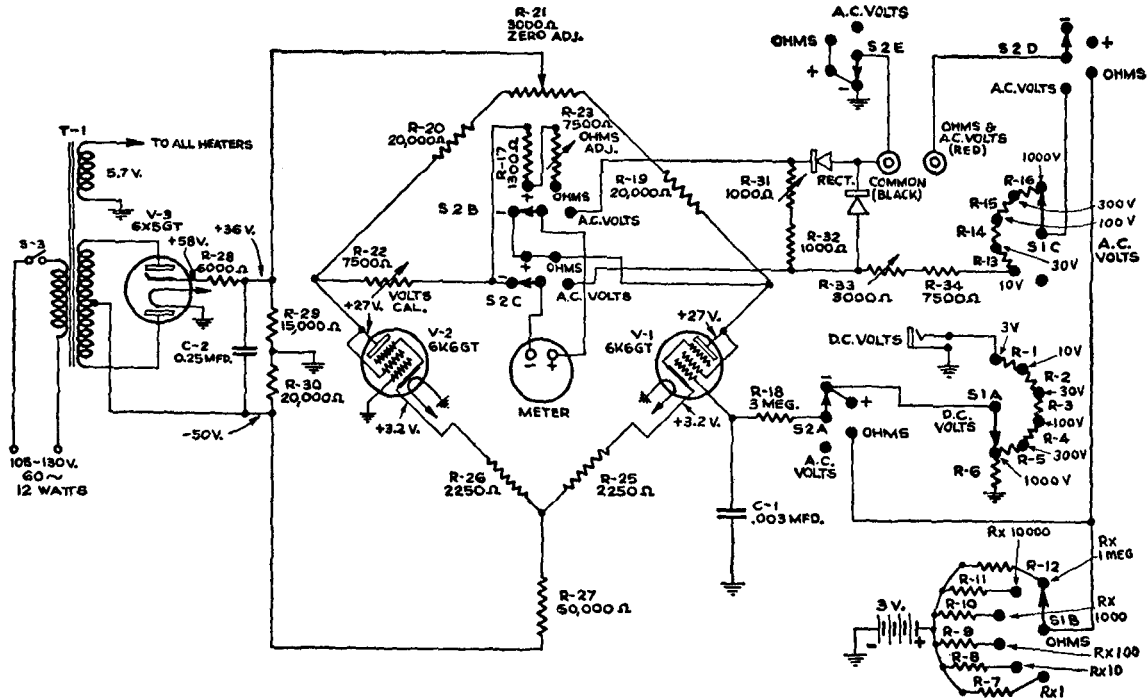 R-21
3000Ω
ZERO ADJ.
A.C. VOLTS
OHMS
+
-
S2E
S2D
-
+
OHMS
A.C. VOLTS
T-1
TO ALL HEATERS
5.7 V.
R-20
20,000Ω
R-17
1300Ω
R-23
7500Ω
OHMS
ADJ.
+
OHMS
R-19
20,000Ω
R-31
1000Ω
RECT.
COMMON
(BLACK)
OHMS &
A.C. VOLTS
(RED)
1000V
R-16
300V
R-15
100V
R-14
S1C
A.C.
VOLTS
30V
R-13
10V
V-3
6X5GT
+58V.
+36V.
S-3
R-28
6000Ω
S2B
-
A.C. VOLTS
R-32
1000Ω
R-22
7500Ω
VOLTS
CAL.
+
OHMS
-
S2C
A.C. VOLTS
R-33
8000Ω
R-34
7500Ω
R-29
15,000Ω
C-2
0.25 MFD.
+27V.
V-2
6K6GT
+27V.
V-1
6K6GT
- +
METER
D.C. VOLTS
3V
R-1
10V
R-2
30V
R-3
100V
R-4
300V
R-5
1000V
R-6
S1A
D.C.
VOLTS
R-30
20,000Ω
-50V.
+3.2V.
+3.2V.
R-18
3 MEG.
-
+
S2A
OHMS
A.C.
VOLTS
105-130V.
60~
12 WATTS
R-26
2250Ω
R-25
2250Ω
C-1
.003 MFD.
R-27
50,000Ω
RX 10000
RX
1 MEG
R-12
R-11
R-10
RX
1000
S1B
OHMS
3V.
- +
R-9
RX100
R-8
RX10
R-7
RX1